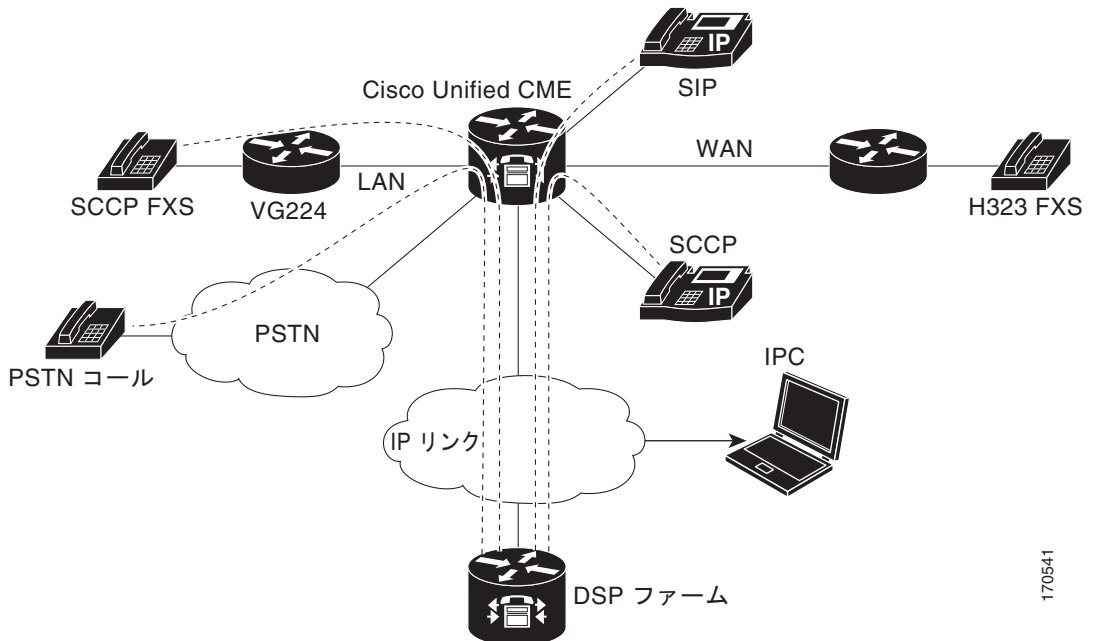 IP
SIP
Cisco Unified CME
WAN
LAN
SCCP FXS
VG224
H323 FXS
SCCP
IP
PSTN
PSTN コール
IPC
IP リンク
DSP ファーム
170541